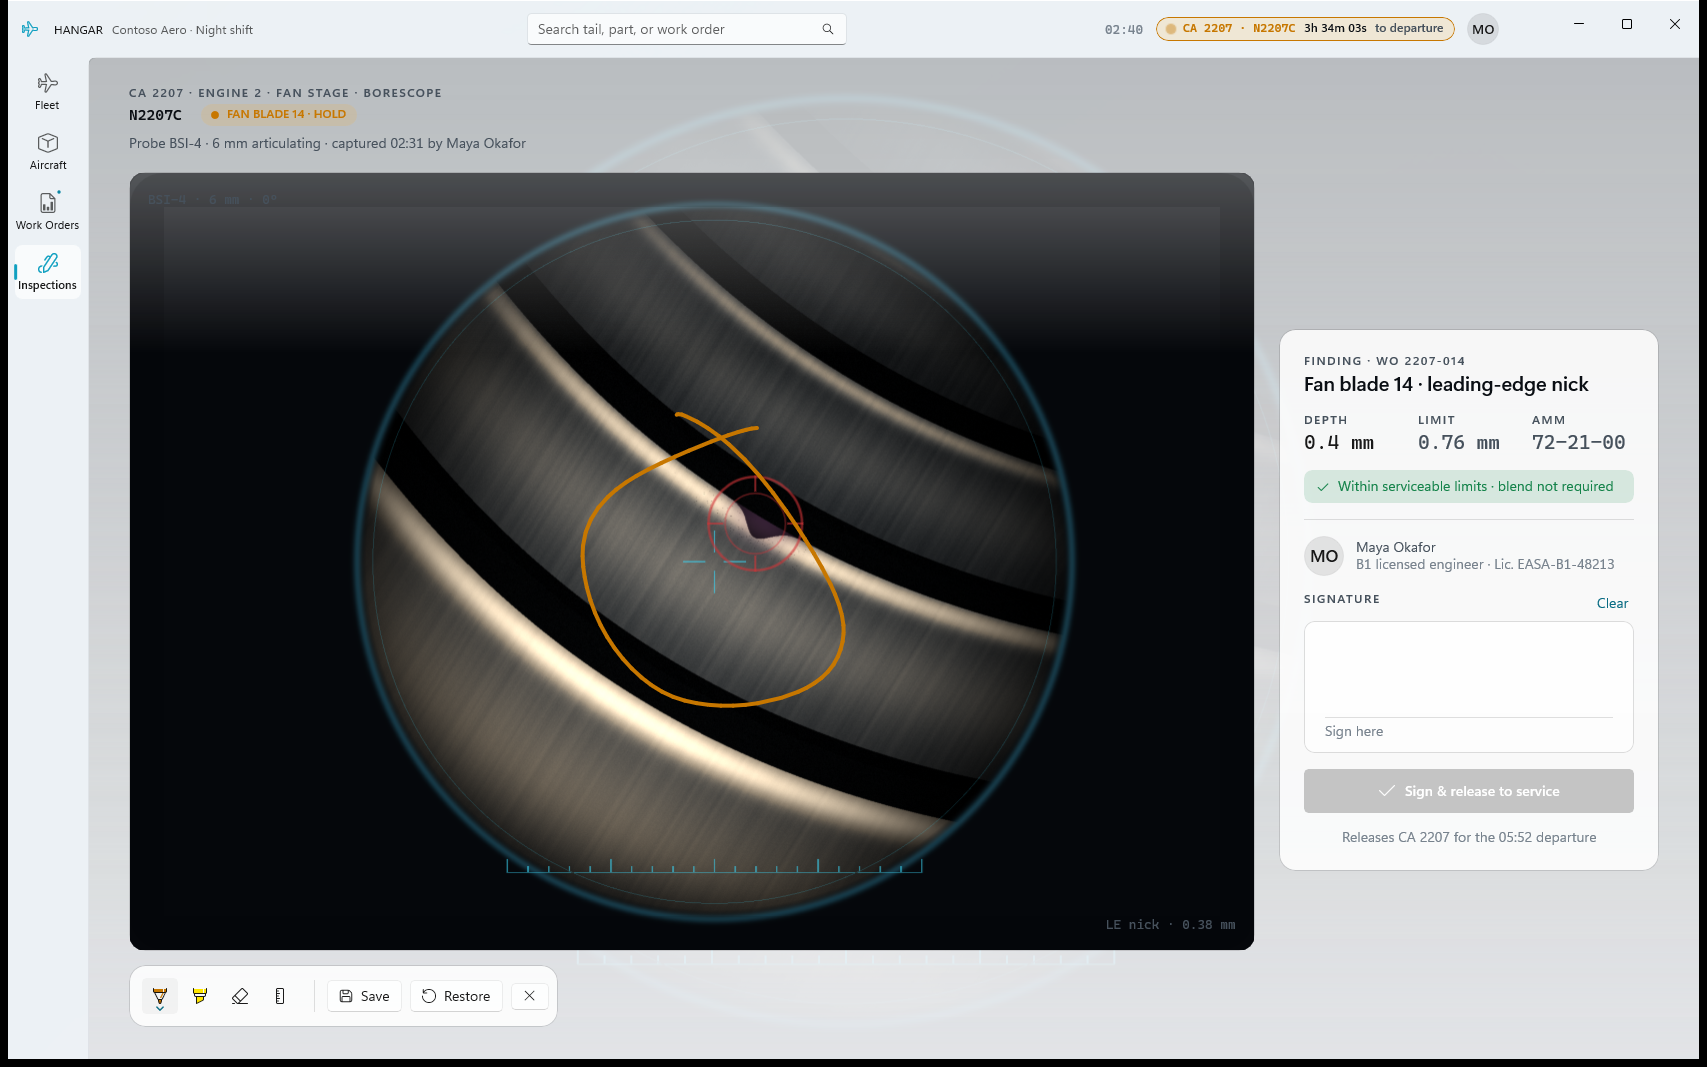 HANGAR Contoso Aero · Night shift
Search tail, part, or work order
02:40
CA 2207 · N2207C 3h 34m 03s to departure
MO
Fleet
Aircraft
Work Orders
Inspections
CA 2207 · ENGINE 2 · FAN STAGE · BORESCOPE
N2207C
FAN BLADE 14 · HOLD
Probe BSI-4 · 6 mm articulating · captured 02:31 by Maya Okafor
BSI-4 · 6 mm · 0°
LE nick · 0.38 mm
Save
Restore
FINDING · WO 2207-014
Fan blade 14 · leading-edge nick
DEPTH LIMIT AMM
0.4 mm 0.76 mm 72-21-00
Within serviceable limits · blend not required
MO
Maya Okafor
B1 licensed engineer · Lic. EASA-B1-48213
SIGNATURE
Clear
Sign here
Sign & release to service
Releases CA 2207 for the 05:52 departure